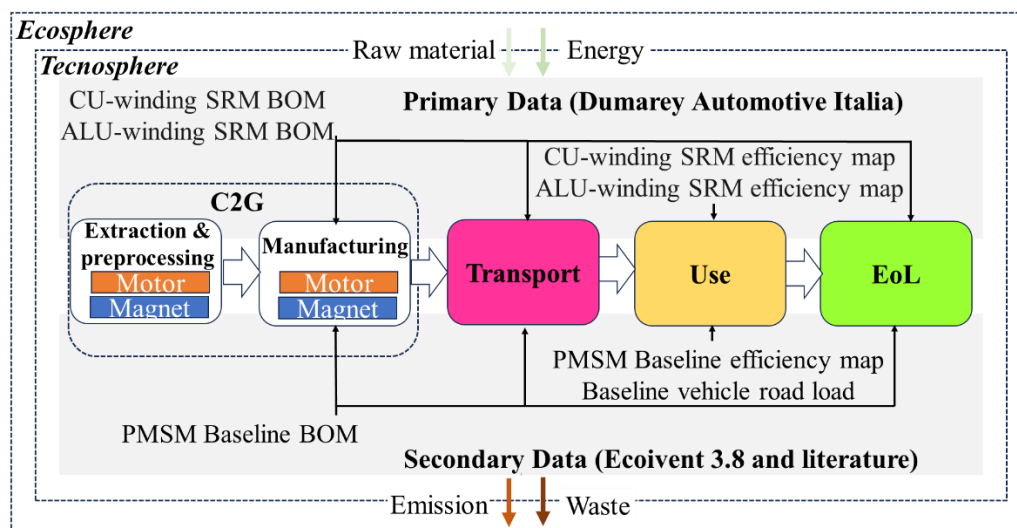 Ecosphere
Tecnosphere
Raw material
Energy
CU-winding SRM BOM
ALU-winding SRM BOM
Primary Data (Dumarey Automotive Italia)
CU-winding SRM efficiency map
ALU-winding SRM efficiency map
C2G
Extraction &
preprocessing
Motor
Magnet
Manufacturing
Motor
Magnet
Transport
Use
EoL
PMSM Baseline efficiency map
Baseline vehicle road load
PMSM Baseline BOM
Secondary Data (Ecoivent 3.8 and literature)
Emission
Waste